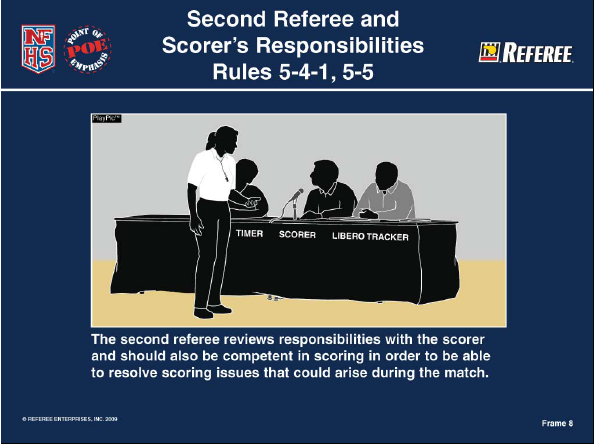 Second Referee and
Scorer's Responsibilities
Rules 5-4-1, 5-5
NF
HS
POINT OF
POE
EMPHASIS
REFEREE
PlayPic™
TIMER SCORER LIBERO TRACKER
The second referee reviews responsibilities with the scorer
and should also be competent in scoring in order to be able
to resolve scoring issues that could arise during the match.
© REFEREE ENTERPRISES, INC. 2009
Frame 8